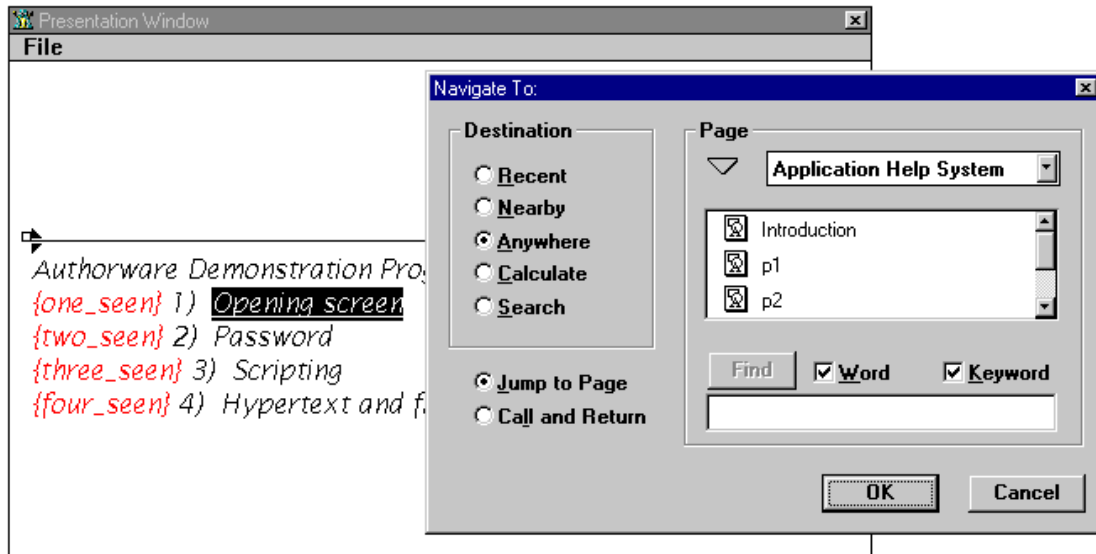 Presentation Window
File
Authorware Demonstration
{one_seen} 1) Opening screen
{two_seen} 2) Password
{three_seen} 3) Scripting
{four_seen} 4) Hypertext and
Navigate To:
Destination
Recent
Nearby
Anywhere
Calculate
Search
Jump to Page
Call and Return
Page
Application Help System
Introduction
p1
p2
Find
Word
Keyword
OK
Cancel